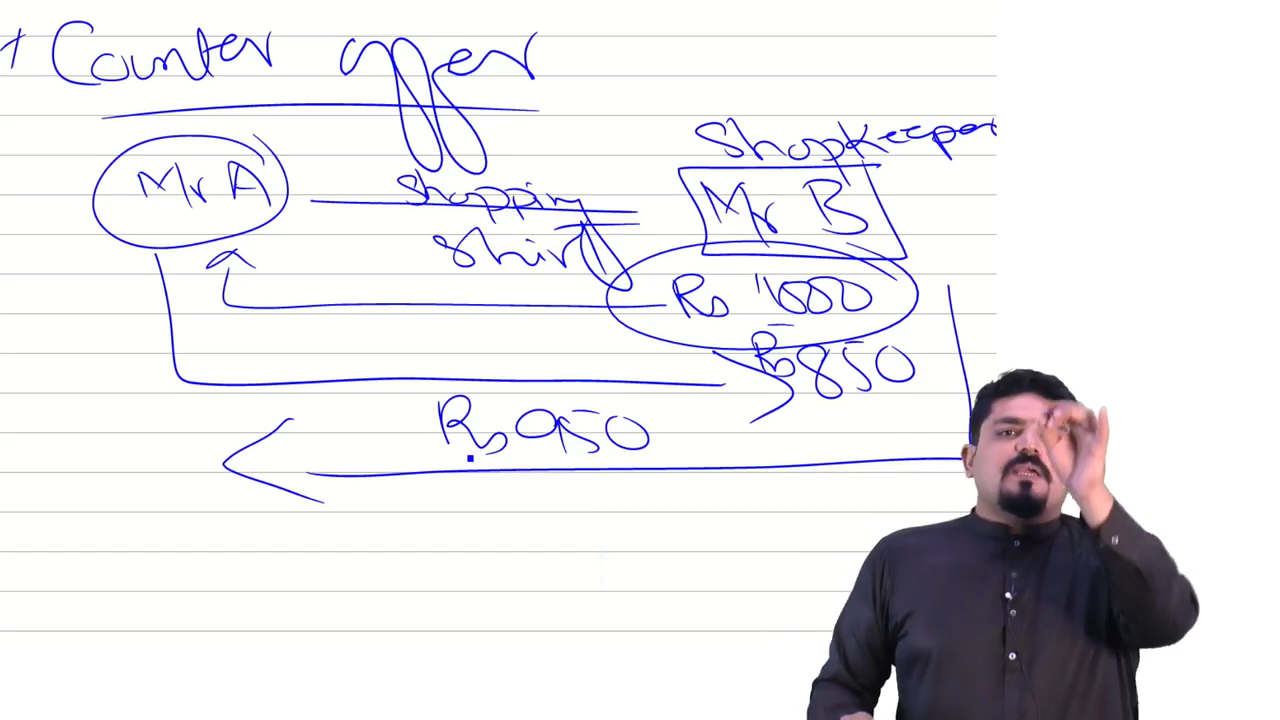 Counter offer
Shopkeeper
Mr A
shopping
Mr B
Shirt
Rs 1000
Rs 850
Rs 950